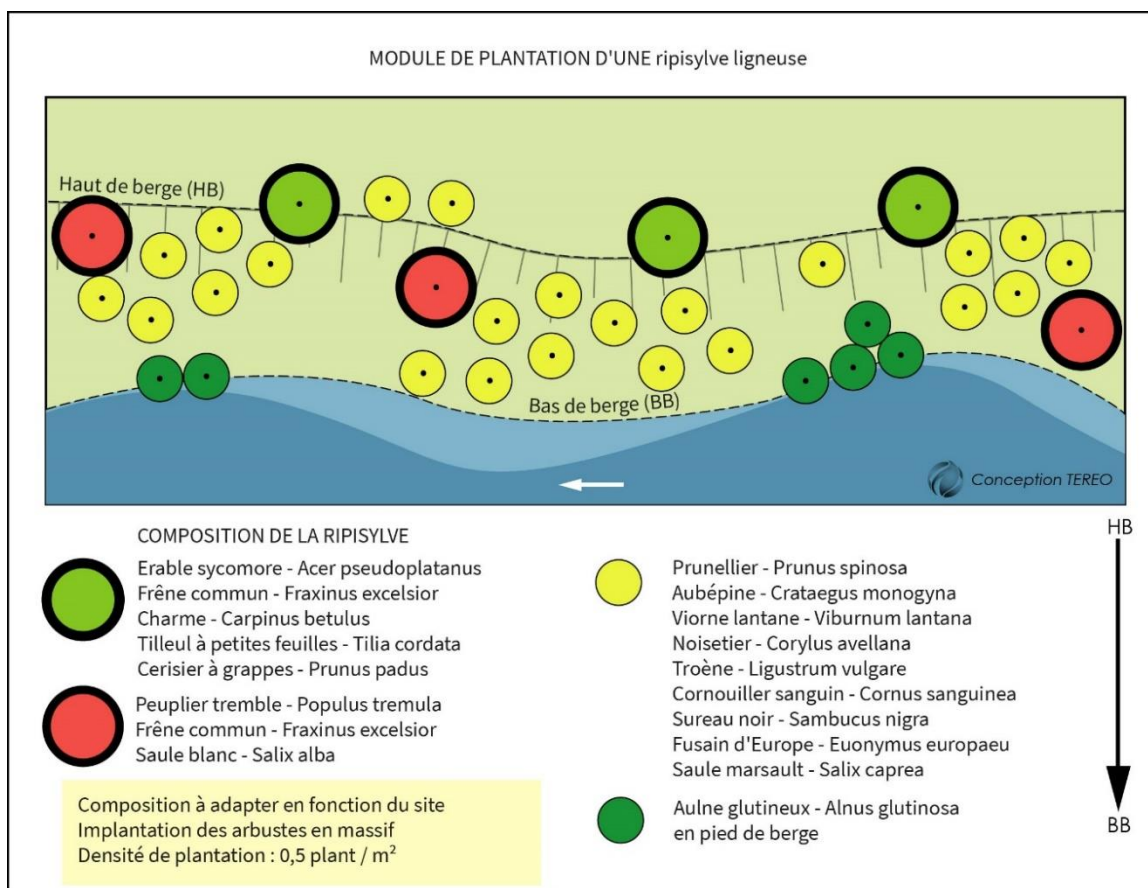 MODULE DE PLANTATION D'UNE ripisylve ligneuse
Haut de berge (HB)
Bas de berge (BB)
Conception TEREO
COMPOSITION DE LA RIPISYLVE
Erable sycomore - Acer pseudoplatanus
Frêne commun - Fraxinus excelsior
Charme - Carpinus betulus
Tilleul à petites feuilles - Tilia cordata
Cerisier à grappes - Prunus padus
Peuplier tremble - Populus tremula
Frêne commun - Fraxinus excelsior
Saule blanc - Salix alba
Composition à adapter en fonction du site
Implantation des arbustes en massif
Densité de plantation : 0,5 plant / m²
Prunellier - Prunus spinosa
Aubépine - Crataegus monogyna
Viorne lantane - Viburnum lantana
Noisetier - Corylus avellana
Troène - Ligustrum vulgare
Cornouiller sanguin - Cornus sanguinea
Sureau noir - Sambucus nigra
Fusain d'Europe - Euonymus europaeu
Saule marsault - Salix caprea
Aulne glutineux - Alnus glutinosa
en pied de berge
HB
BB